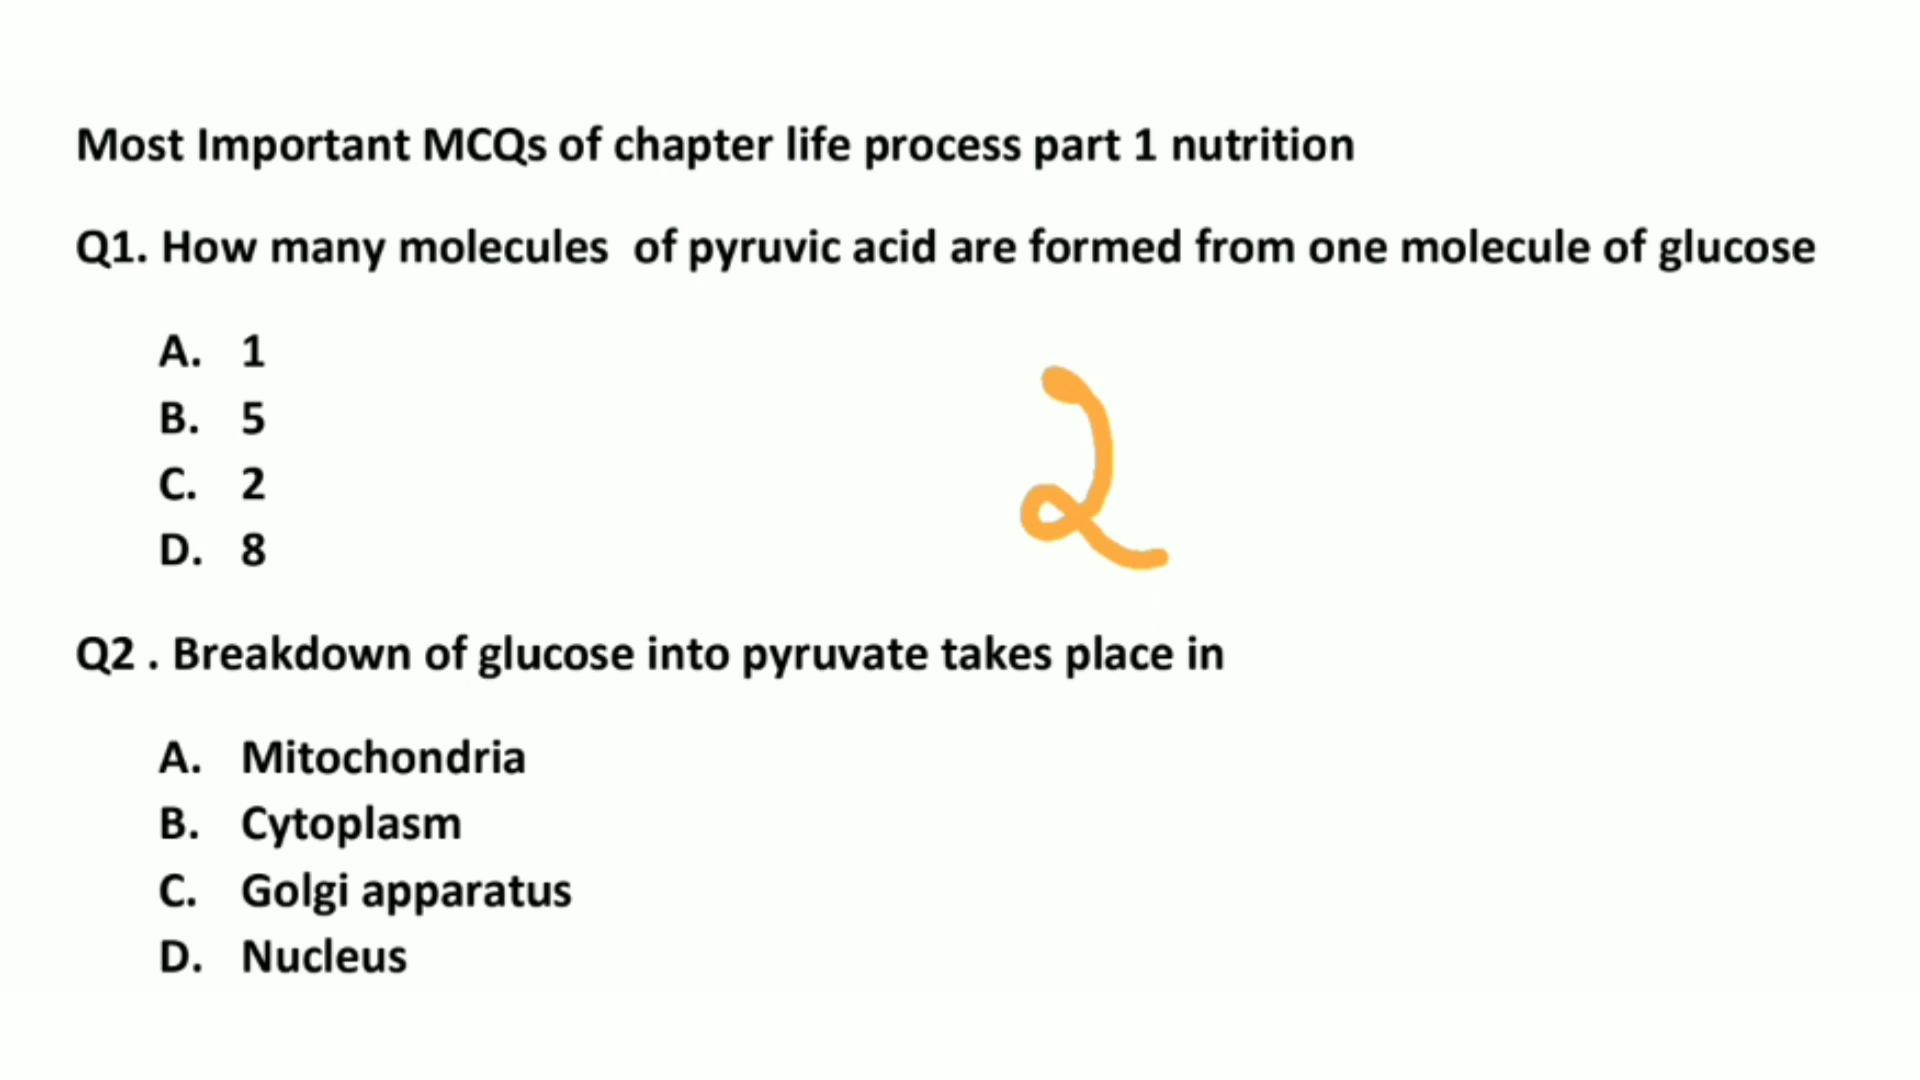 Most Important MCQs of chapter life process part 1 nutrition
Q1. How many molecules of pyruvic acid are formed from one molecule of glucose
A. 1
B. 5
C. 2
D. 8
2
Q2 . Breakdown of glucose into pyruvate takes place in
A. Mitochondria
B. Cytoplasm
C. Golgi apparatus
D. Nucleus